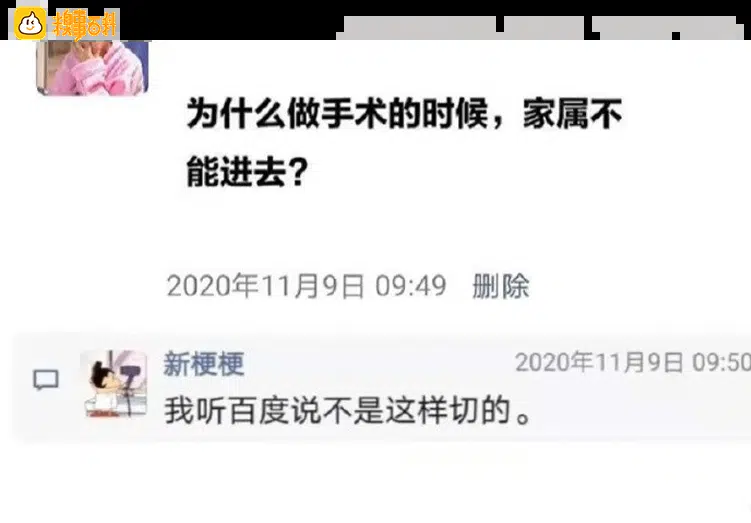 糗事百科
为什么做手术的时候，家属不
能进去？
2020年11月9日 09:49 删除
新梗梗 2020年11月9日 09:50
我听百度说不是这样切的。